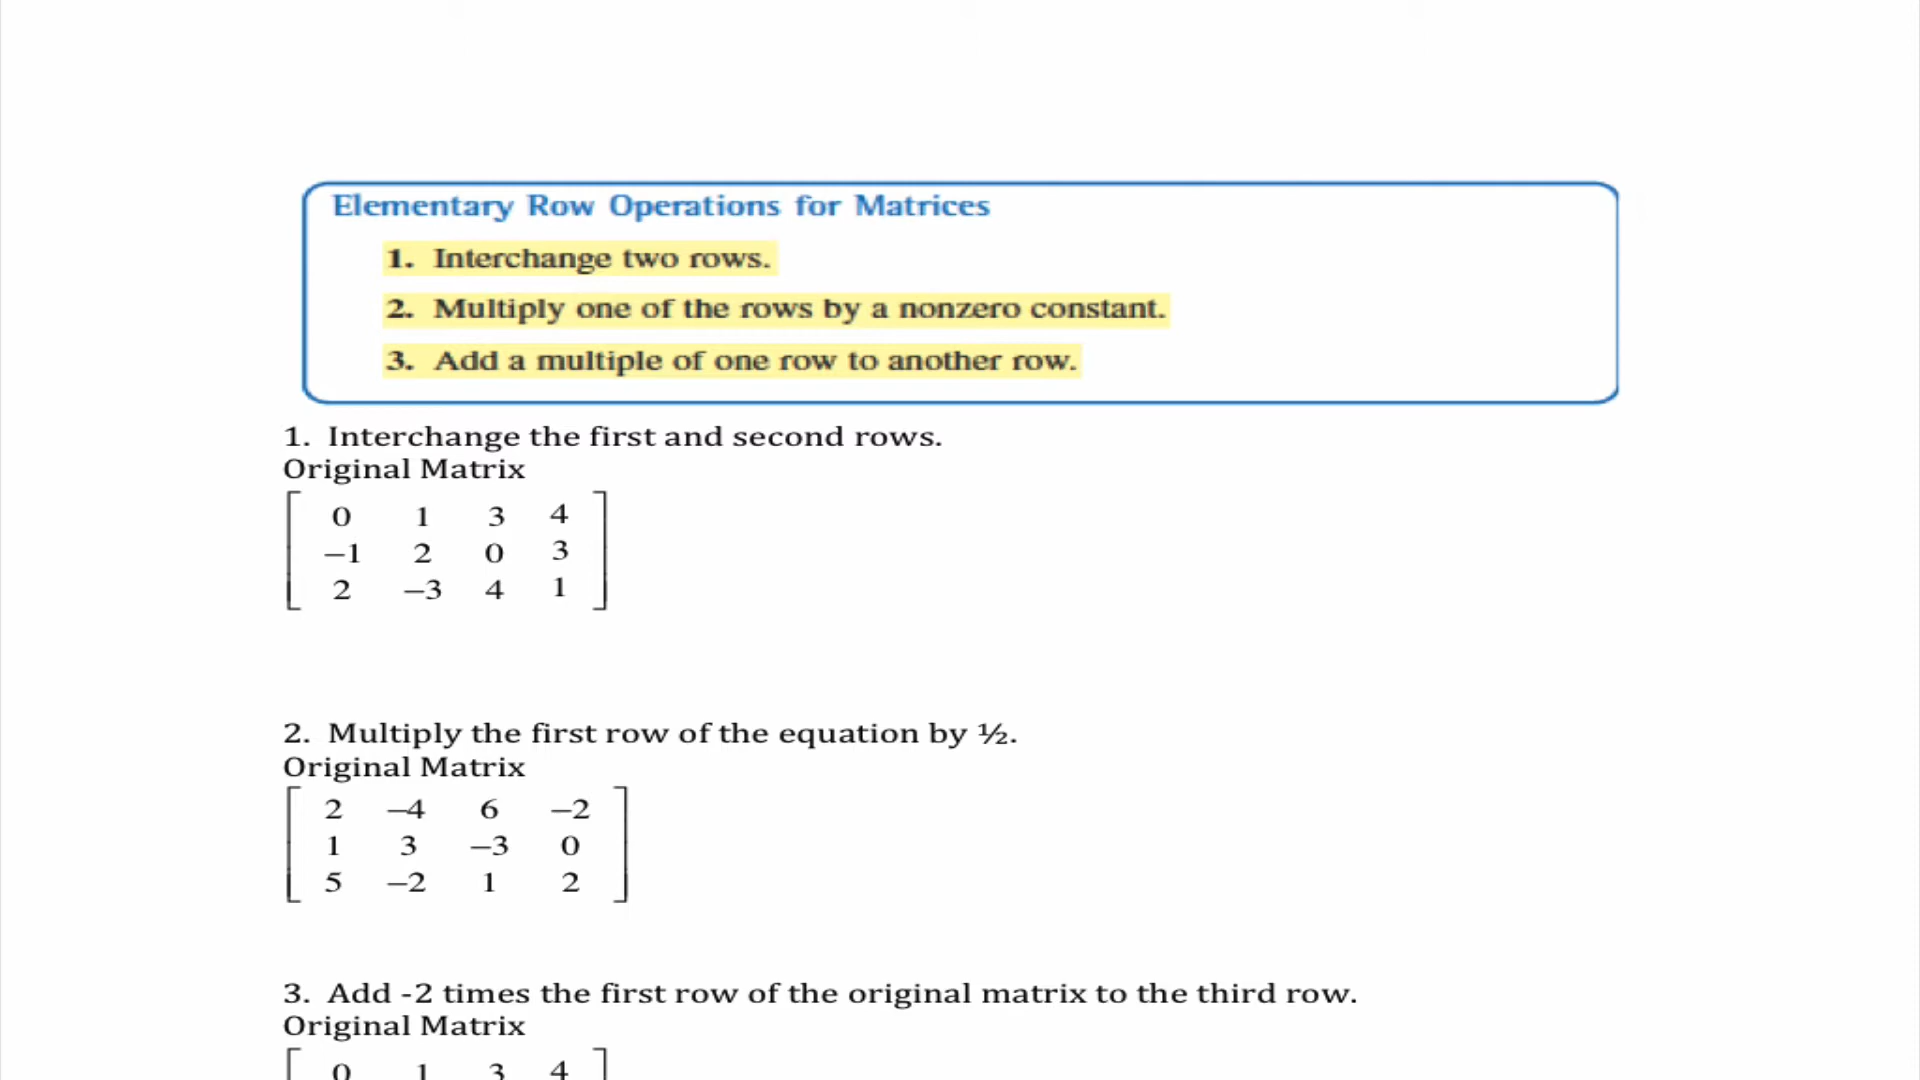 Elementary Row Operations for Matrices
1. Interchange two rows.
2. Multiply one of the rows by a nonzero constant.
3. Add a multiple of one row to another row.
1. Interchange the first and second rows.
Original Matrix
0 1 3 4
−1 2 0 3
2 −3 4 1
2. Multiply the first row of the equation by ½.
Original Matrix
2 −4 6 −2
1 3 −3 0
5 −2 1 2
3. Add -2 times the first row of the original matrix to the third row.
Original Matrix
0 1 3 4